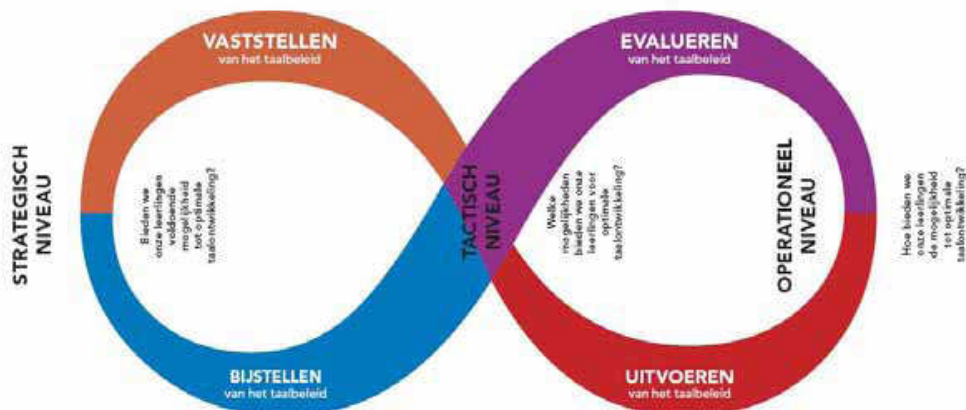 VASTSTELLEN
van het taalbeleid
EVALUEREN
van het taalbeleid
STRATEGISCH
NIVEAU
Bieden we
onze leerlingen
voldoende
mogelijkheid
tot optimale
taalontwikkeling?
TACTISCH
NIVEAU
Welke
mogelijkheden
bieden we onze
leerlingen voor
optimale
taalontwikkeling?
OPERATIONEEL
NIVEAU
Hoe bieden we
onze leerlingen
de mogelijkheid
tot optimale
taalontwikkeling?
BIJSTELLEN
van het taalbeleid
UITVOEREN
van het taalbeleid